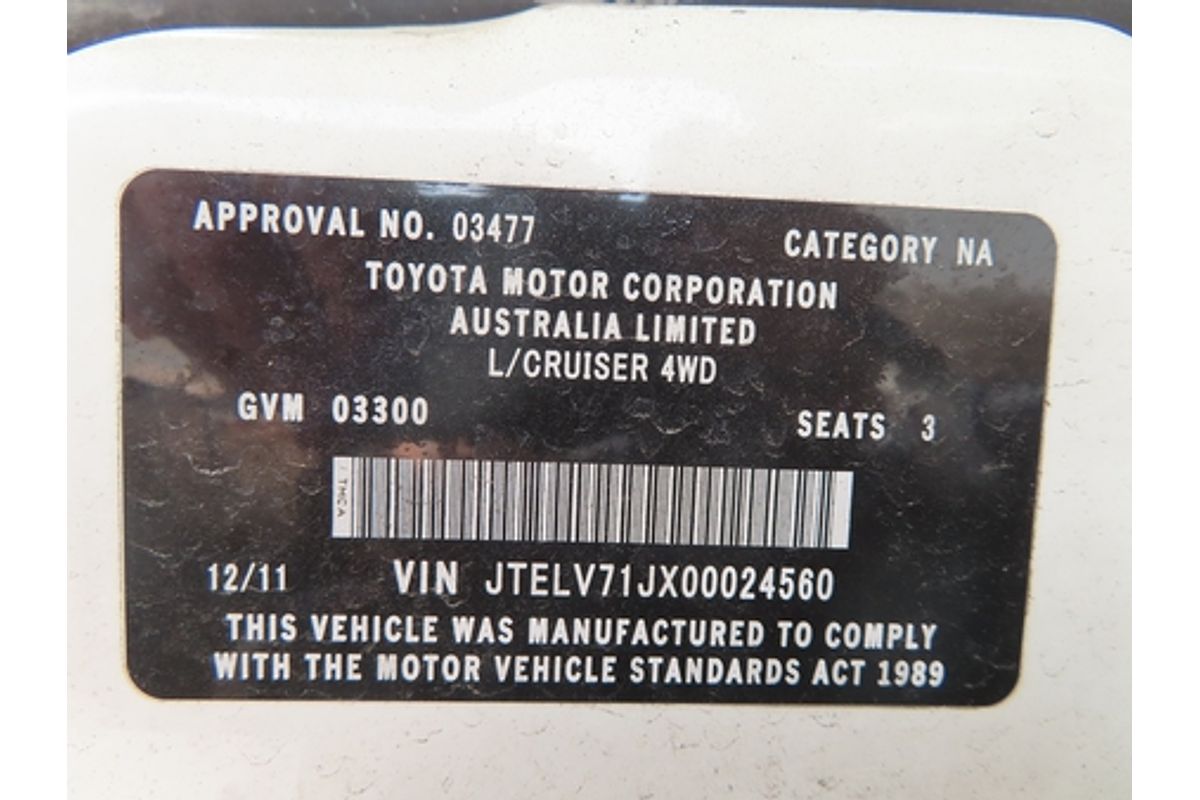 APPROVAL NO. 03477 CATEGORY NA
TOYOTA MOTOR CORPORATION
AUSTRALIA LIMITED
L/CRUISER 4WD
GVM 03300 SEATS 3
TMCA
12/11 VIN JTELV71JX00024560
THIS VEHICLE WAS MANUFACTURED TO COMPLY
WITH THE MOTOR VEHICLE STANDARDS ACT 1989